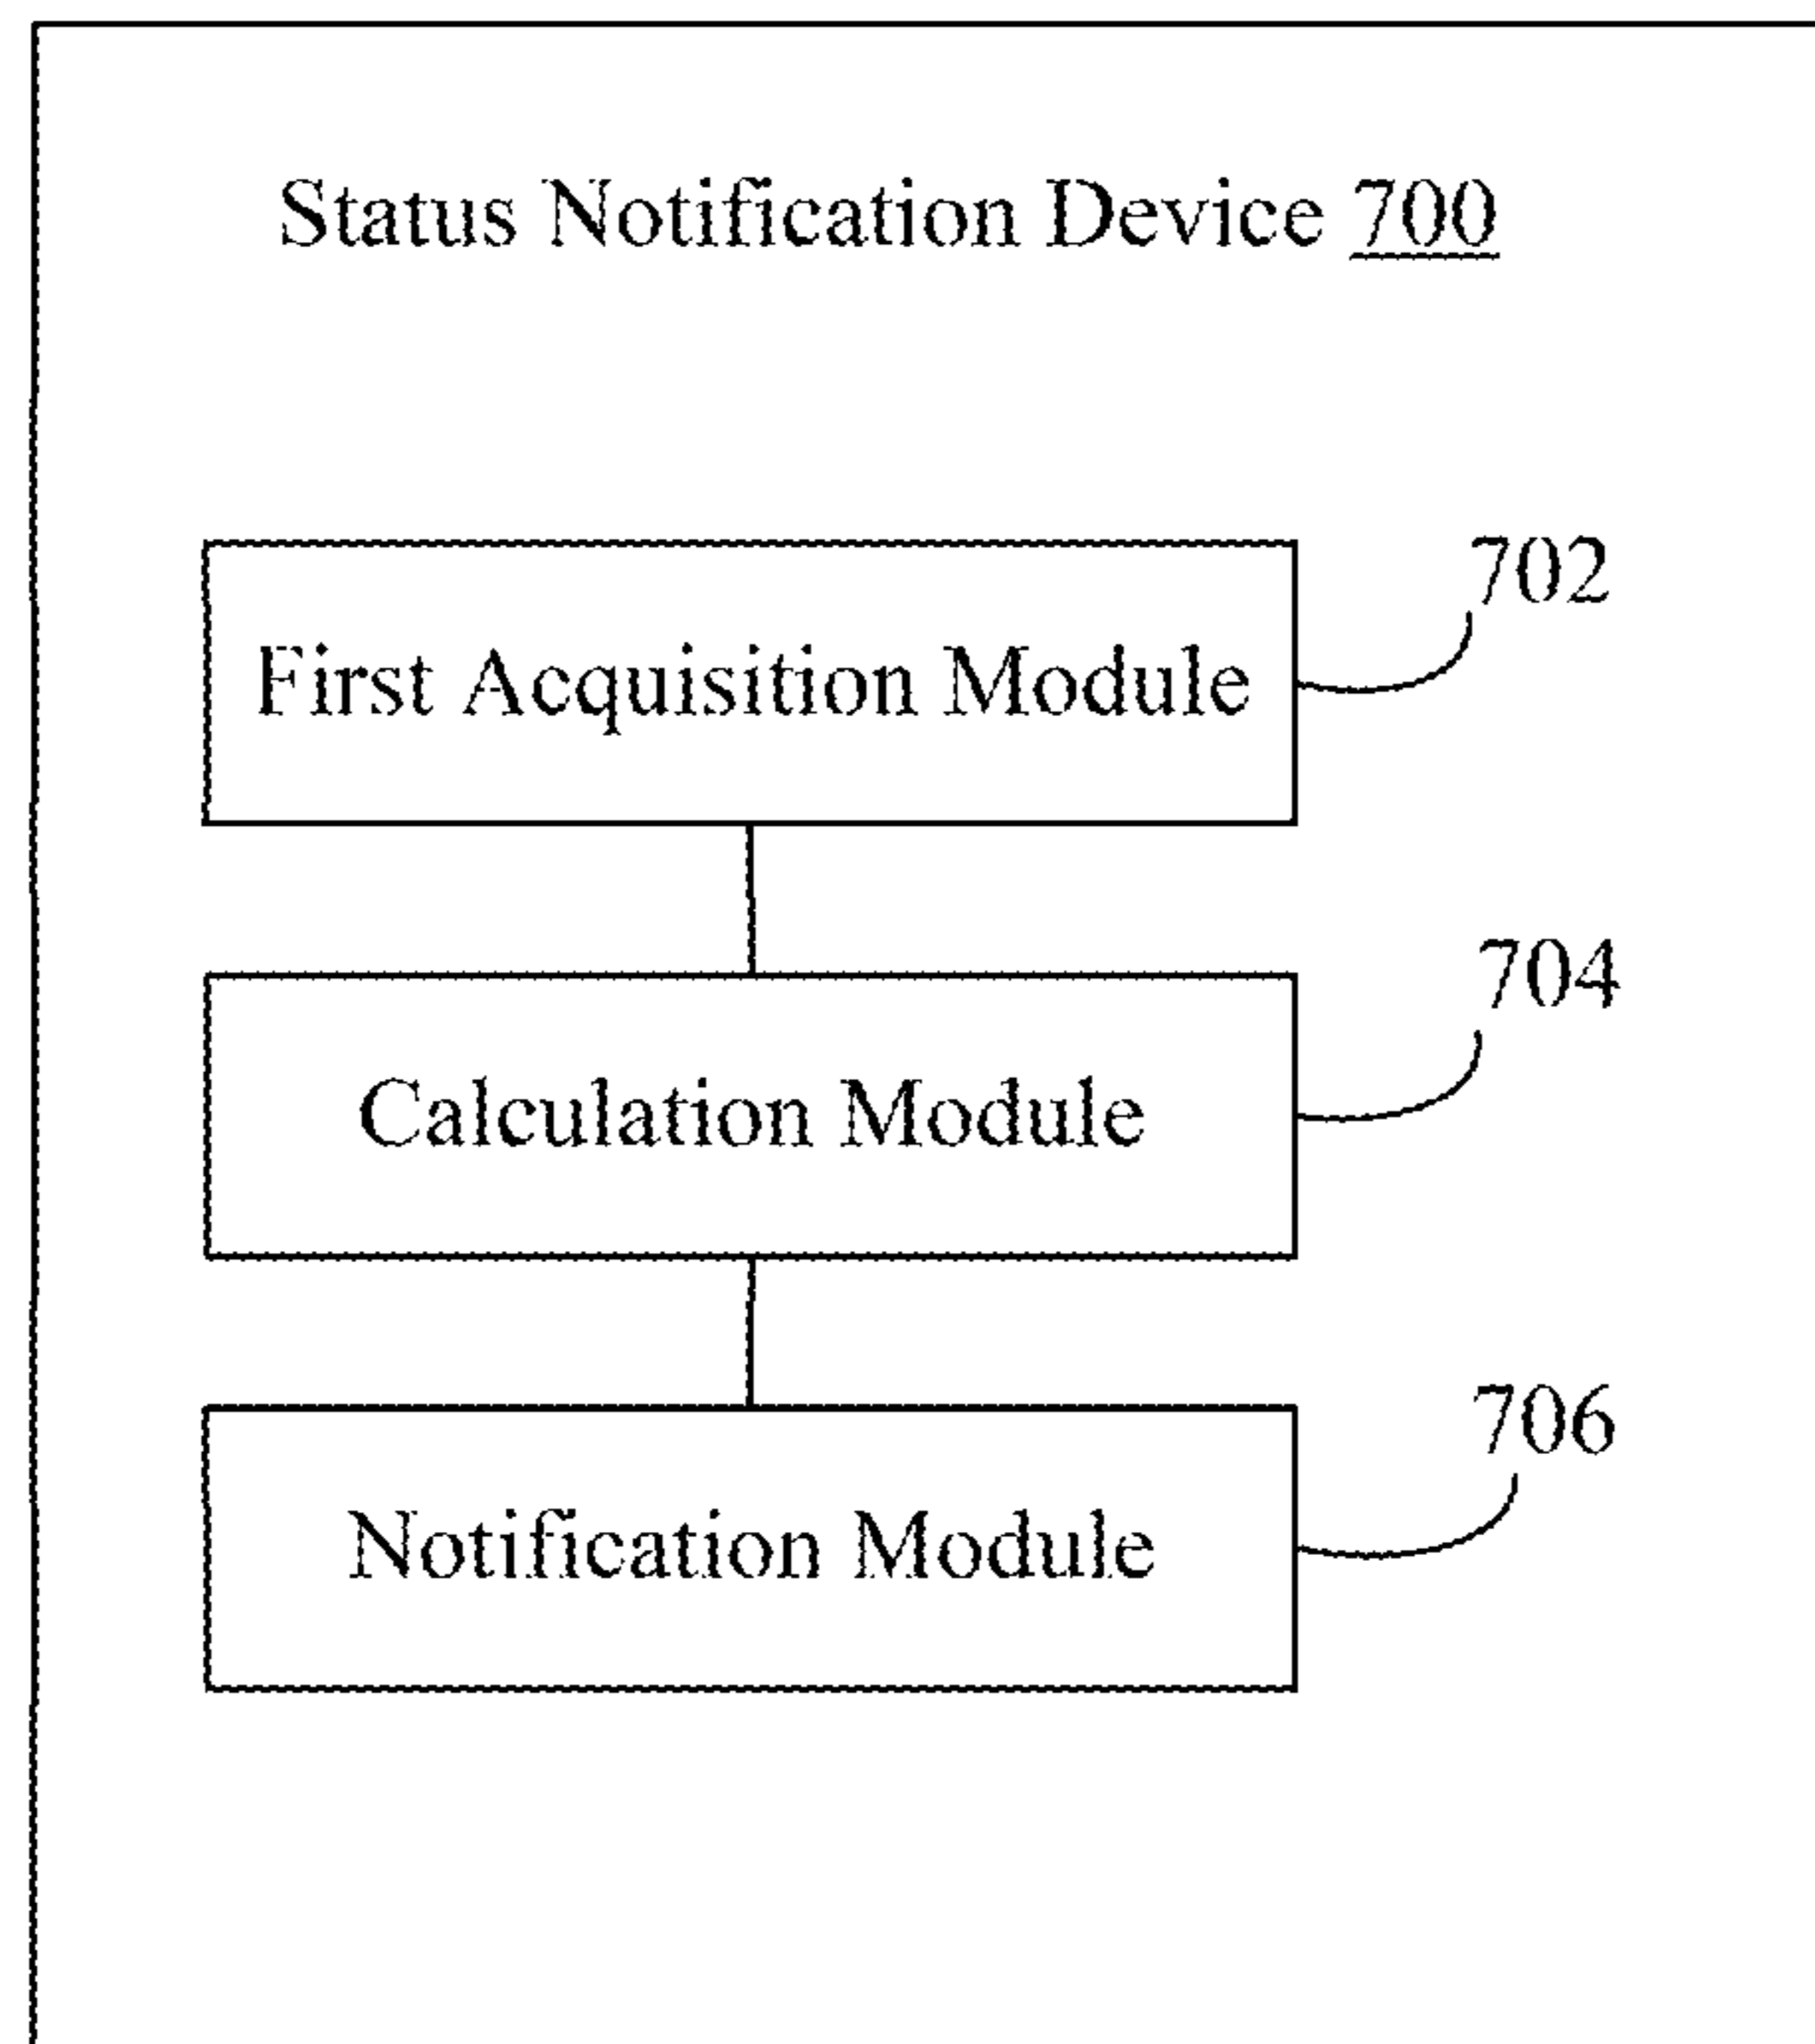 Status Notification Device 700
702
First Acquisition Module
704
Calculation Module
706
Notification Module